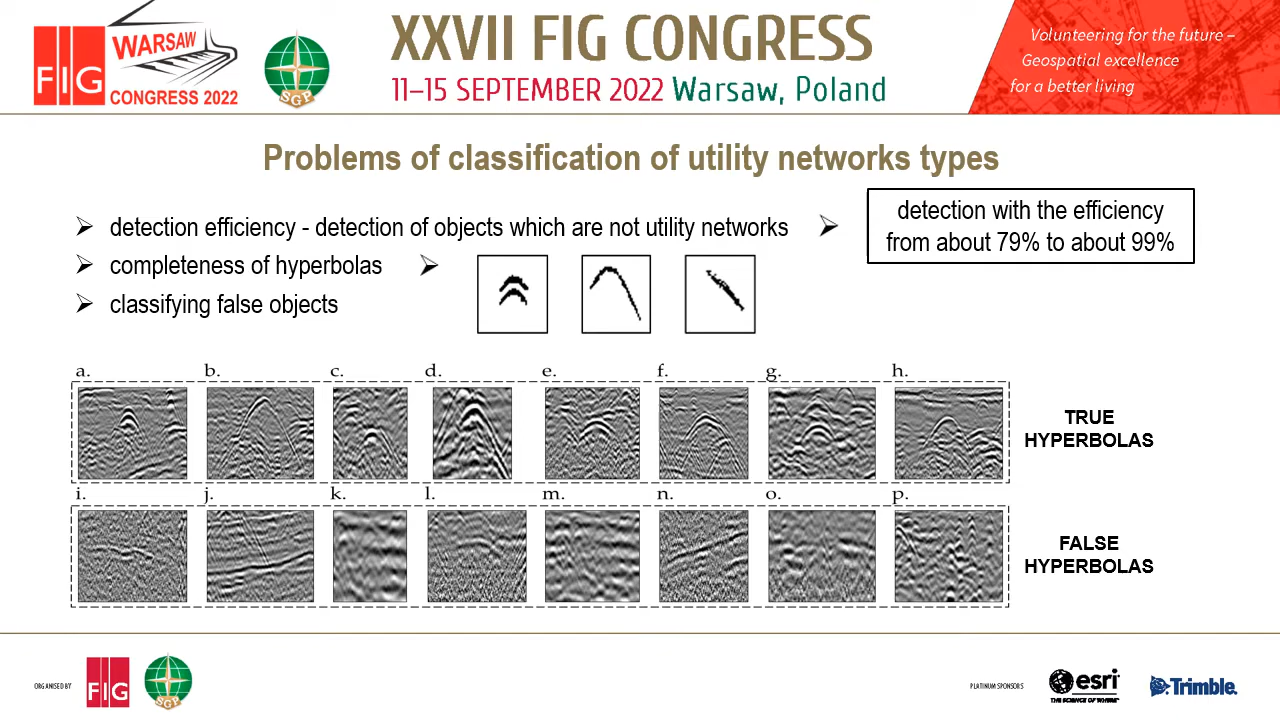 FIG
WARSAW
CONGRESS 2022
SGP
XXVII FIG CONGRESS
11–15 SEPTEMBER 2022 Warsaw, Poland
Volunteering for the future –
Geospatial excellence
for a better living
Problems of classification of utility networks types
➢ detection efficiency - detection of objects which are not utility networks ➢
detection with the efficiency
from about 79% to about 99%
➢ completeness of hyperbolas ➢
➢ classifying false objects
a. b. c. d. e. f. g. h.
TRUE
HYPERBOLAS
i. j. k. l. m. n. o. p.
FALSE
HYPERBOLAS
ORGANISED BY
FIG
SGP
PLATINUM SPONSORS
esri
THE SCIENCE OF WHERE
Trimble